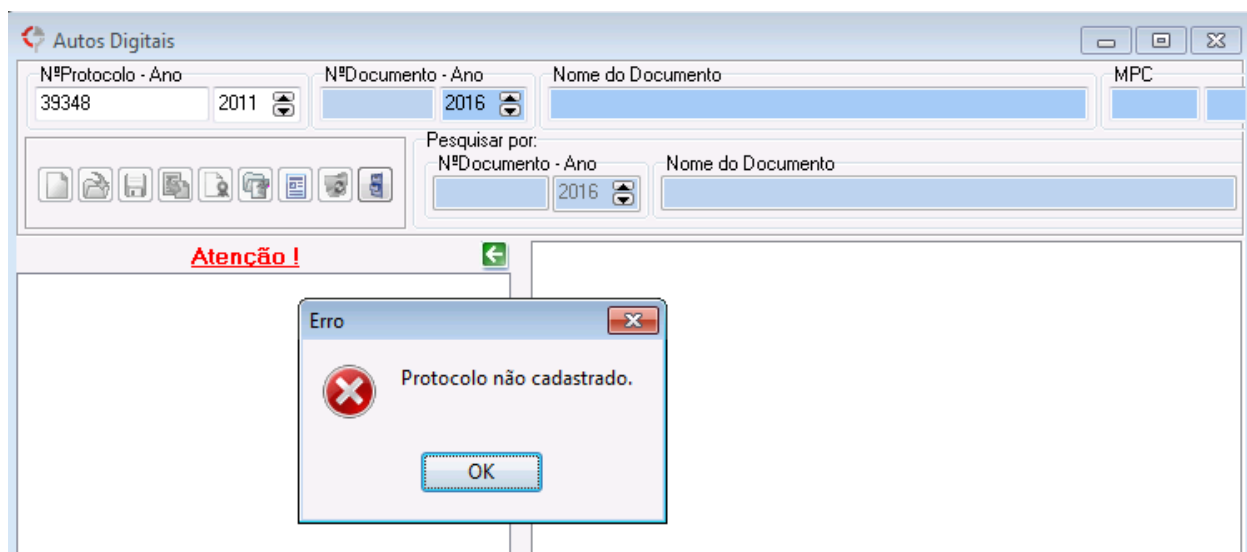 Autos Digitais
NºProtocolo - Ano NºDocumento - Ano Nome do Documento MPC
39348 2011 2016
Pesquisar por:
NºDocumento - Ano Nome do Documento
2016
Atenção !
Erro
Protocolo não cadastrado.
OK